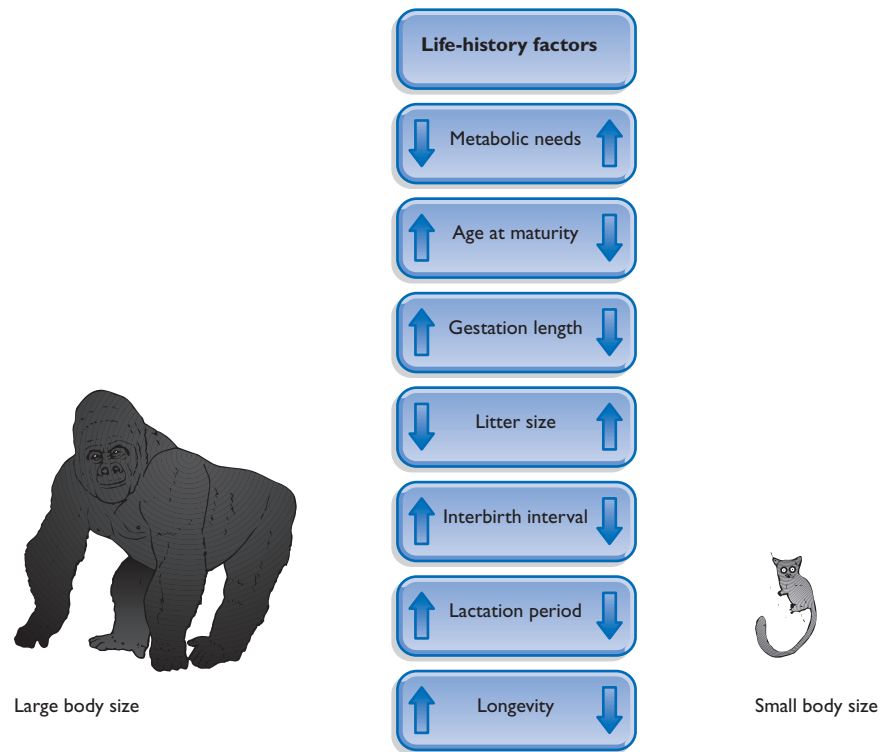 Life-history factors
Metabolic needs
Age at maturity
Gestation length
Litter size
Interbirth interval
Lactation period
Longevity
Large body size
Small body size